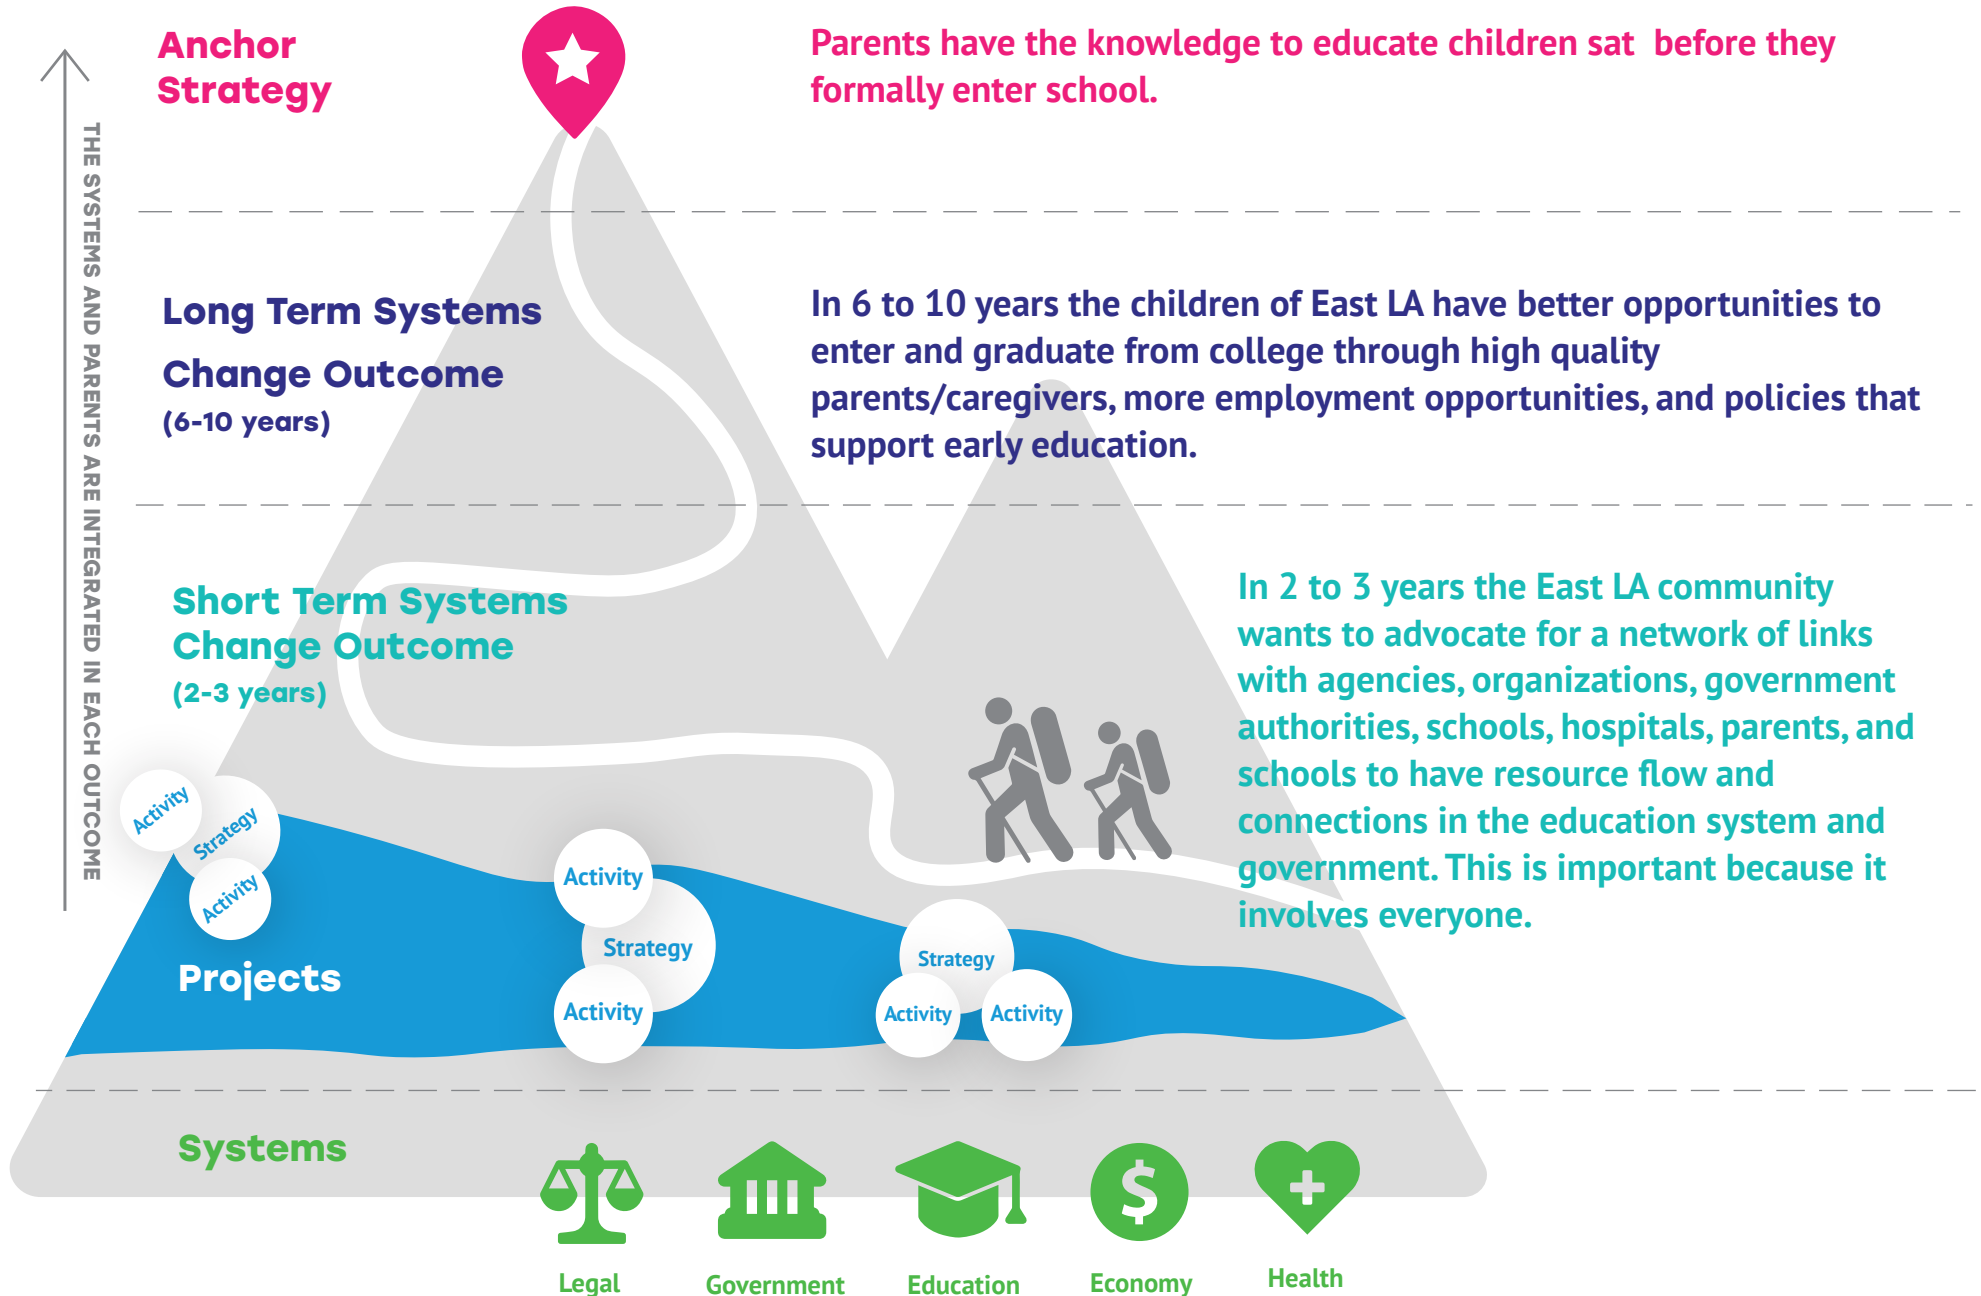 Anchor
Strategy
Parents have the knowledge to educate children sat  before they
formally enter school.
THE SYSTEMS AND PARENTS ARE INTEGRATED IN EACH OUTCOME
Long Term Systems
Change Outcome
(6-10 years)
In 6 to 10 years the children of East LA have better opportunities to
enter and graduate from college through high quality
parents/caregivers, more employment opportunities, and policies that
support early education.
Short Term Systems
Change Outcome
(2-3 years)
In 2 to 3 years the East LA community
wants to advocate for a network of links
with agencies, organizations, government
authorities, schools, hospitals, parents, and
schools to have resource flow and
connections in the education system and
government. This is important because it
involves everyone.
Activity
Strategy
Activity
Activity
Strategy
Activity
Strategy
Activity
Activity
Projects
Systems
Legal
Government
Education
Economy
Health